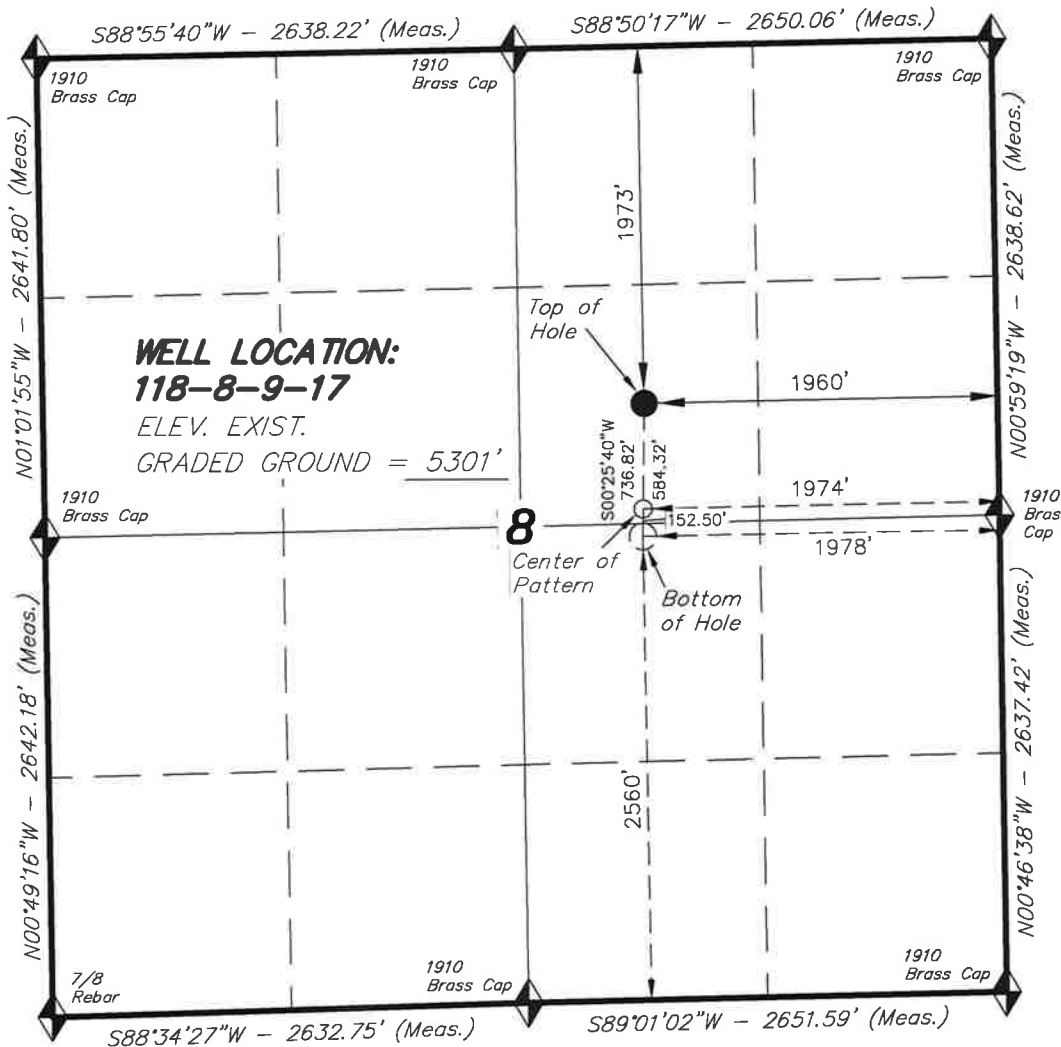 S88°55'40"W - 2638.22' (Meas.)
S88°50'17"W - 2650.06' (Meas.)
1910
Brass Cap
1910
Brass Cap
1910
Brass Cap
N01°01'55"W - 2641.80' (Meas.)
1973'
N00°59'19"W - 2638.62' (Meas.)
Top of
Hole
WELL LOCATION:
118-8-9-17
ELEV. EXIST.
GRADED GROUND = 5301'
1960'
S00°25'40"W
736.82'
584.32'
1974'
1910
Brass Cap
8
152.50'
1978'
1910
Bras
Cap
Center of
Pattern
Bottom
of Hole
N00°49'16"W - 2642.18' (Meas.)
2560'
N00°46'38"W - 2637.42' (Meas.)
7/8
Rebar
1910
Brass Cap
1910
Brass Cap
S88°34'27"W - 2632.75' (Meas.)
S89°01'02"W - 2651.59' (Meas.)